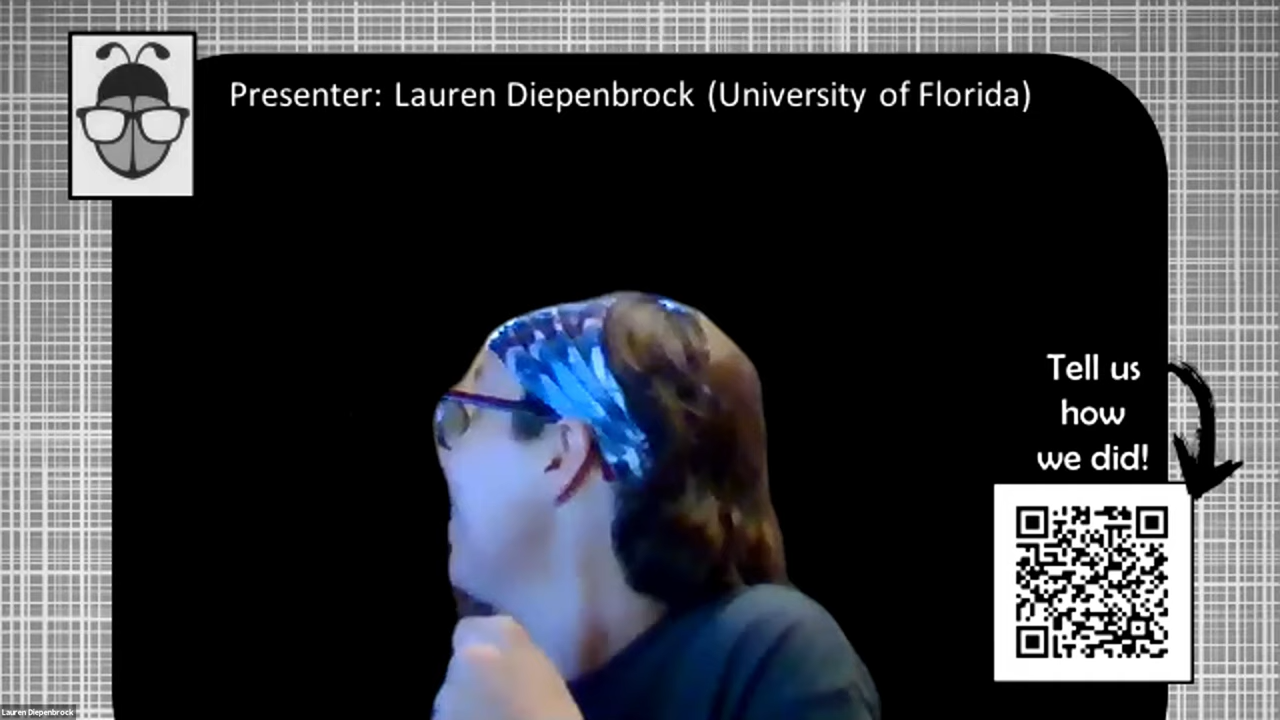 Presenter: Lauren Diepenbrock (University of Florida)
Tell us
how
we did!
Lauren Diepenbrock